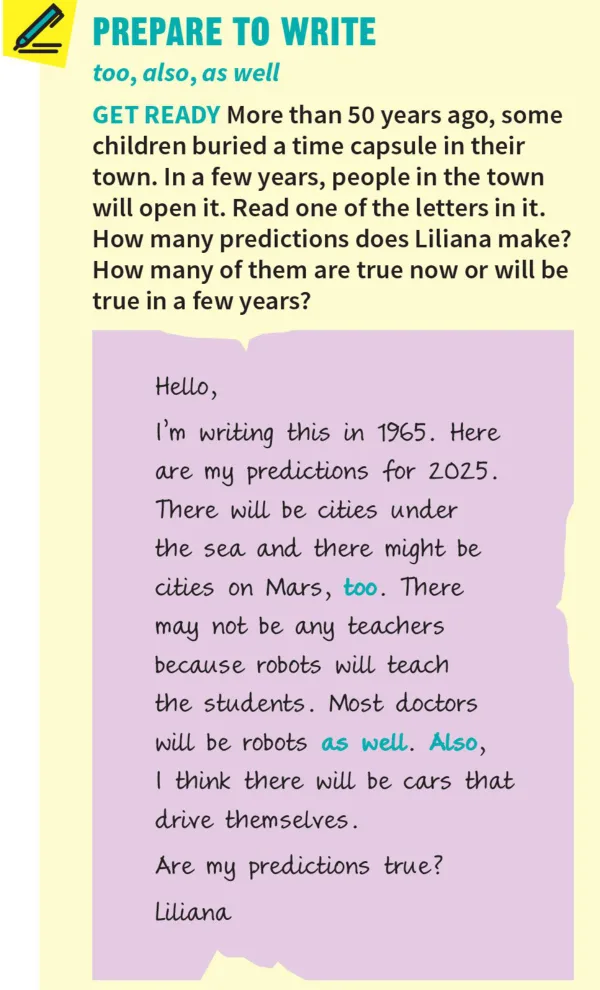 PREPARE TO WRITE
too, also, as well
GET READY More than 50 years ago, some
children buried a time capsule in their
town. In a few years, people in the town
will open it. Read one of the letters in it.
How many predictions does Liliana make?
How many of them are true now or will be
true in a few years?
Hello,
I'm writing this in 1965. Here
are my predictions for 2025.
There will be cities under
the sea and there might be
cities on Mars, too. There
may not be any teachers
because robots will teach
the students. Most doctors
will be robots as well. Also,
I think there will be cars that
drive themselves.
Are my predictions true?
Liliana